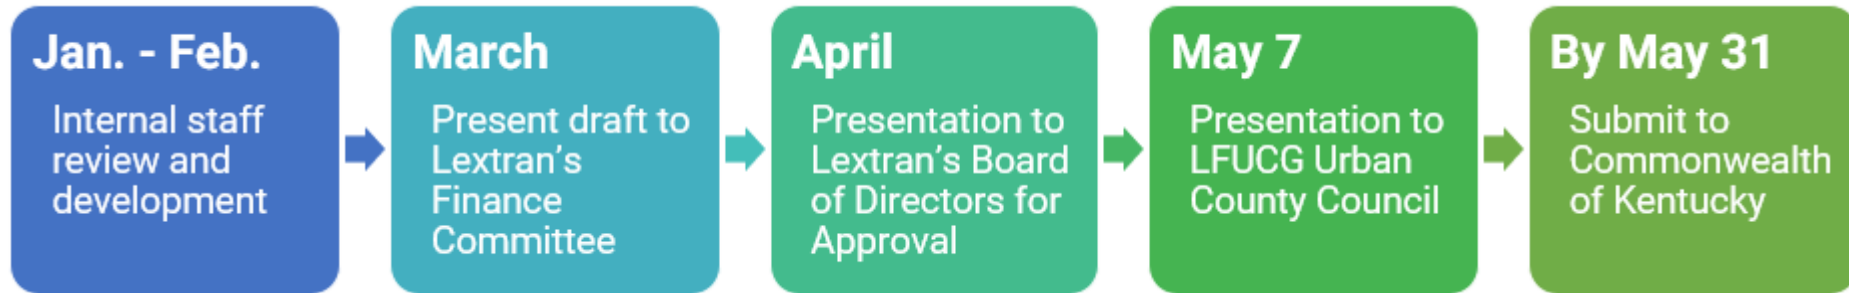 Jan. - Feb.
Internal staff
review and
development
March
Present draft to
Lextran's
Finance
Committee
April
Presentation to
Lextran's Board
of Directors for
Approval
May 7
Presentation to
LFUCG Urban
County Council
By May 31
Submit to
Commonwealth
of Kentucky